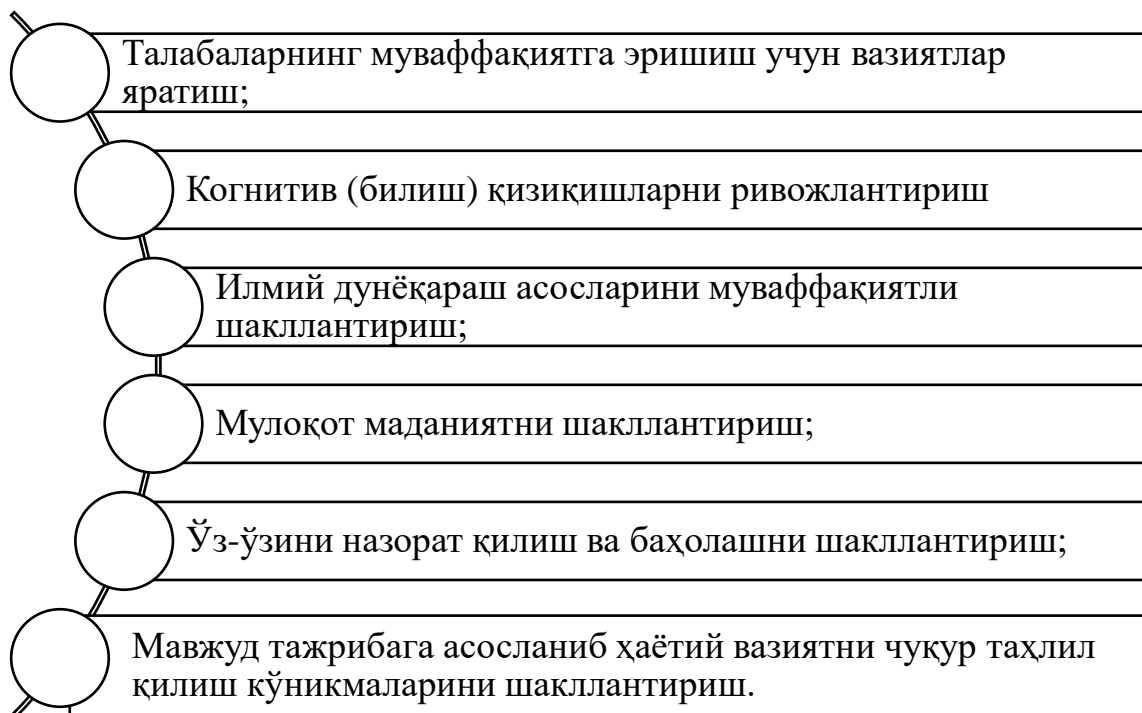 Талабаларнинг муваффақиятга эришиш учун вазиятлар
яратиш;
Когнитив (билиш) қизиқишларни ривожлантириш
Илмий дунёқараш асосларини муваффақиятли
шакллантириш;
Мулоқот маданиятни шакллантириш;
Ўз-ўзини назорат қилиш ва баҳолашни шакллантириш;
Мавжуд тажрибага асосланиб ҳаётий вазиятни чуқур таҳлил
қилиш кўникмаларини шакллантириш.